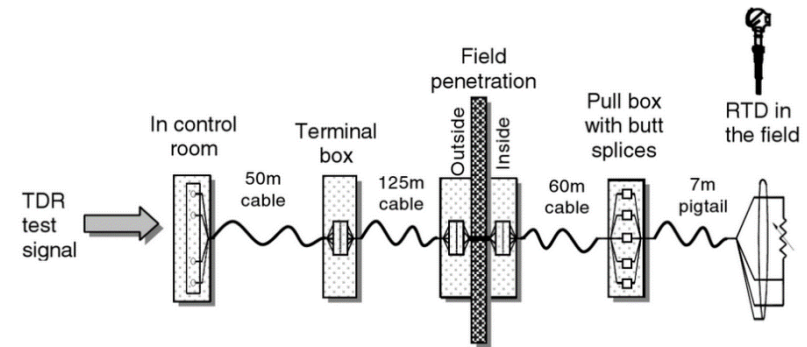 Field
penetration
In control
room
Terminal
box
Outside
Inside
Pull box
with butt
splices
RTD in
the field
TDR
test
signal
50m
cable
125m
cable
60m
cable
7m
pigtail